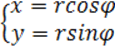 x = rcosφ
y = rsinφ